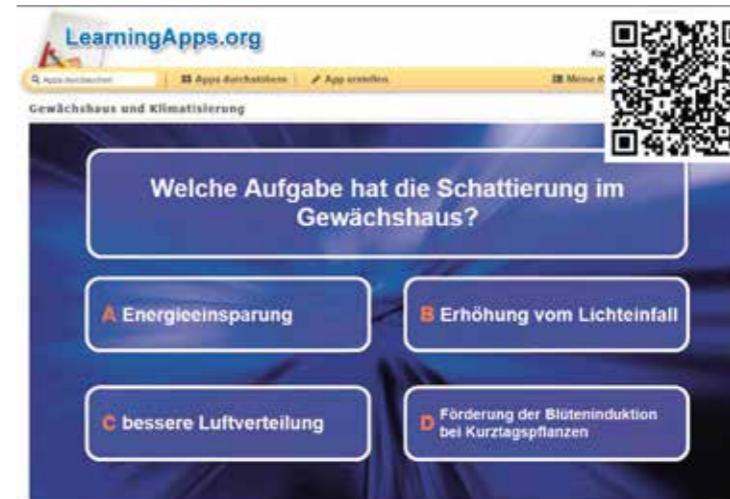 LearningApps.org
Apps durchstöbern
App erstellen
Meine K
Gewächshaus und Klimatisierung
Welche Aufgabe hat die Schattierung im
Gewächshaus?
A Energieeinsparung
B Erhöhung vom Lichteinfall
C bessere Luftverteilung
D Förderung der Blüteninduktion
bei Kurztagspflanzen